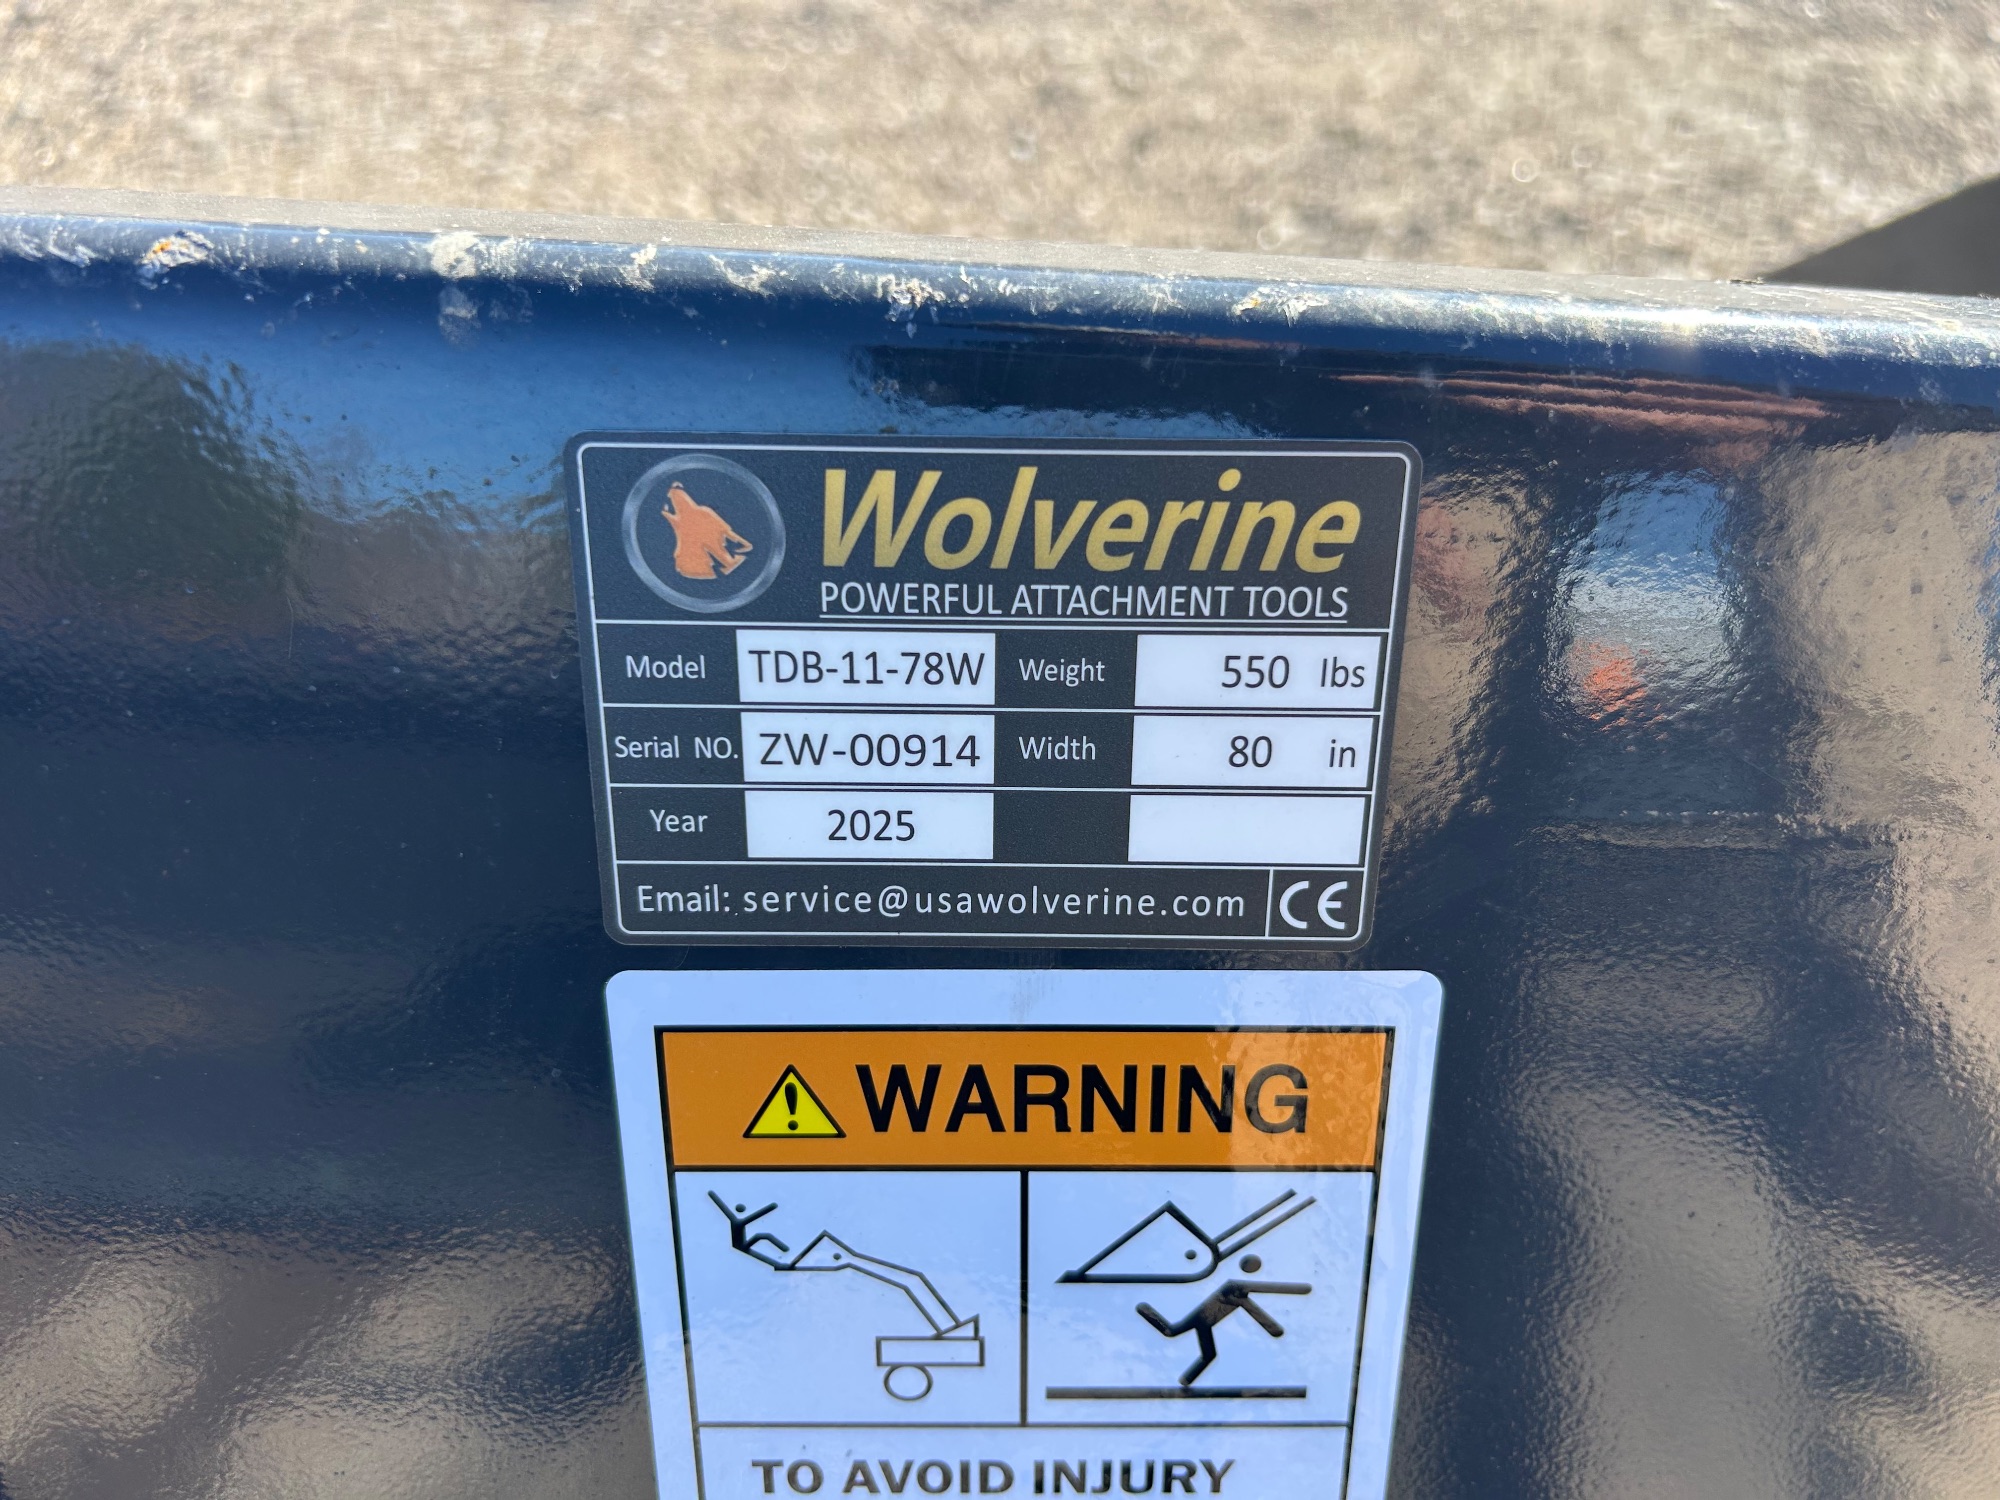 Wolverine
POWERFUL ATTACHMENT TOOLS
Model TDB-11-78W Weight 550 lbs
Serial NO. ZW-00914 Width 80 in
Year 2025
Email: service@usawolverine.com CE
WARNING
TO AVOID INJURY